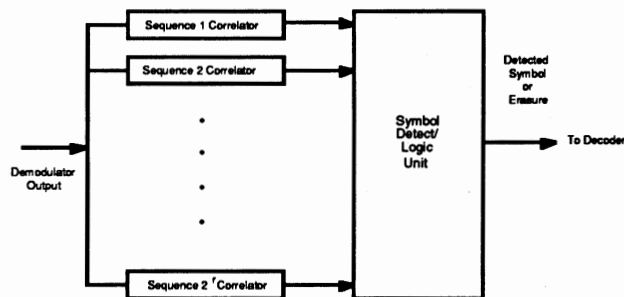 Sequence 1 Correlator
Sequence 2 Correlator
Detected
Symbol
or
Erasure
Symbol
Detect/
Logic
Unit
To Decoder
Demodulator
Output
Sequence 2 ʳ Correlator